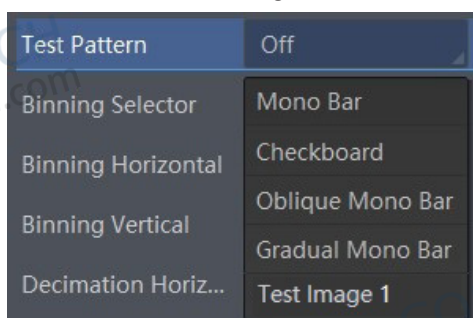 Test Pattern Off
Binning Selector Mono Bar
Binning Horizontal Checkboard
Binning Vertical Oblique Mono Bar
Gradual Mono Bar
Decimation Horiz... Test Image 1
.com